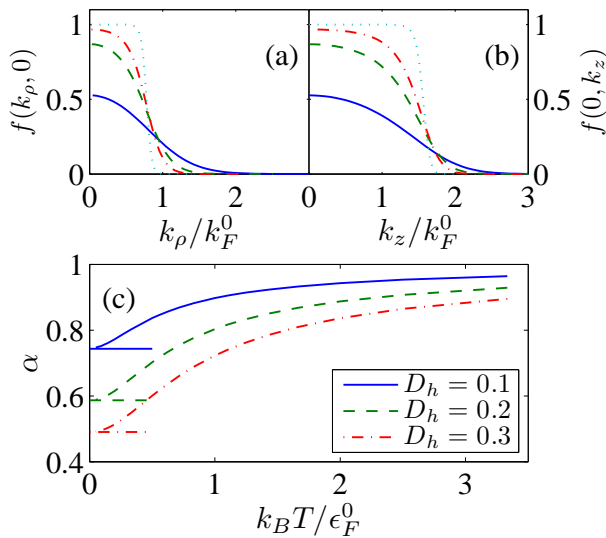 1
0.5
0
f(k_ρ, 0)
(a)
(b)
1
0.5
0
f(0, k_z)
0 1 2
0 1 2 3
k_ρ/k_F^0
k_z/k_F^0
1
0.8
0.6
0.4
α
(c)
D_h = 0.1
D_h = 0.2
D_h = 0.3
0 1 2 3
k_BT/ϵ_F^0